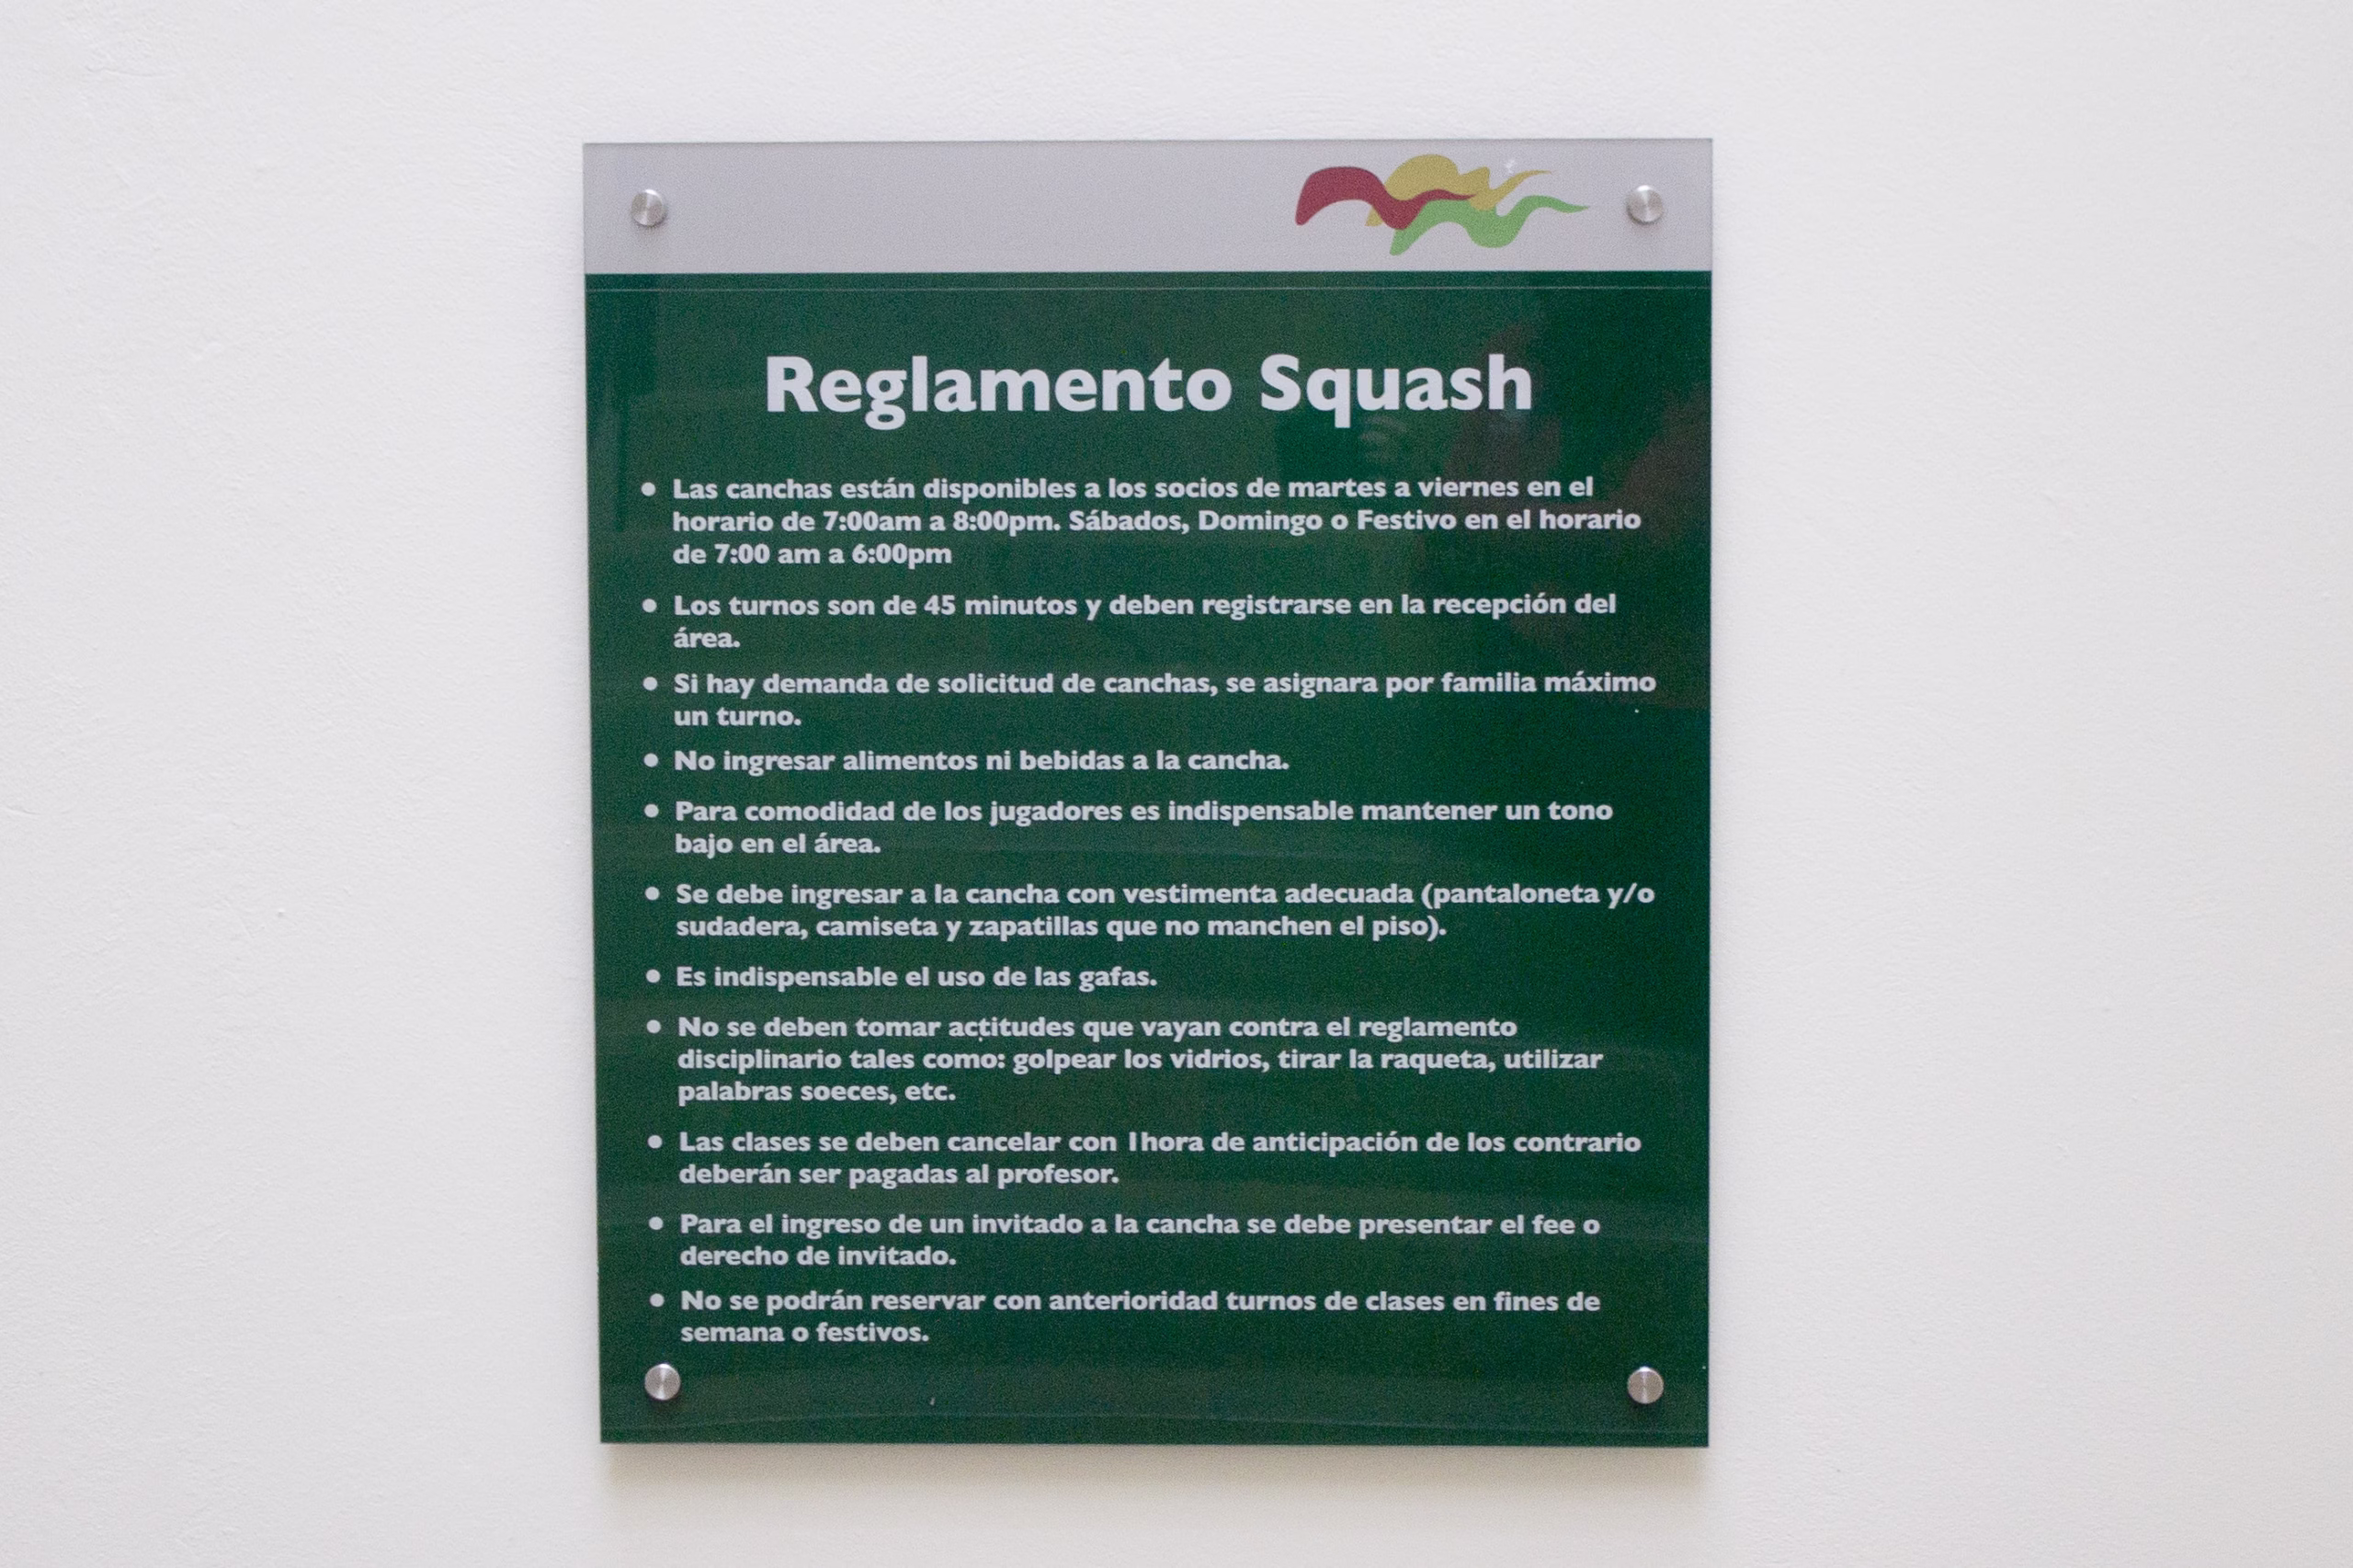 Reglamento Squash
• Las canchas están disponibles a los socios de martes a viernes en el
horario de 7:00am a 8:00pm. Sábados, Domingo o Festivo en el horario
de 7:00 am a 6:00pm
• Los turnos son de 45 minutos y deben registrarse en la recepción del
área.
• Si hay demanda de solicitud de canchas, se asignara por familia máximo
un turno.
• No ingresar alimentos ni bebidas a la cancha.
• Para comodidad de los jugadores es indispensable mantener un tono
bajo en el área.
• Se debe ingresar a la cancha con vestimenta adecuada (pantaloneta y/o
sudadera, camiseta y zapatillas que no manchen el piso).
• Es indispensable el uso de las gafas.
• No se deben tomar actitudes que vayan contra el reglamento
disciplinario tales como: golpear los vidrios, tirar la raqueta, utilizar
palabras soeces, etc.
• Las clases se deben cancelar con 1hora de anticipación de los contrario
deberán ser pagadas al profesor.
• Para el ingreso de un invitado a la cancha se debe presentar el fee o
derecho de invitado.
• No se podrán reservar con anterioridad turnos de clases en fines de
semana o festivos.